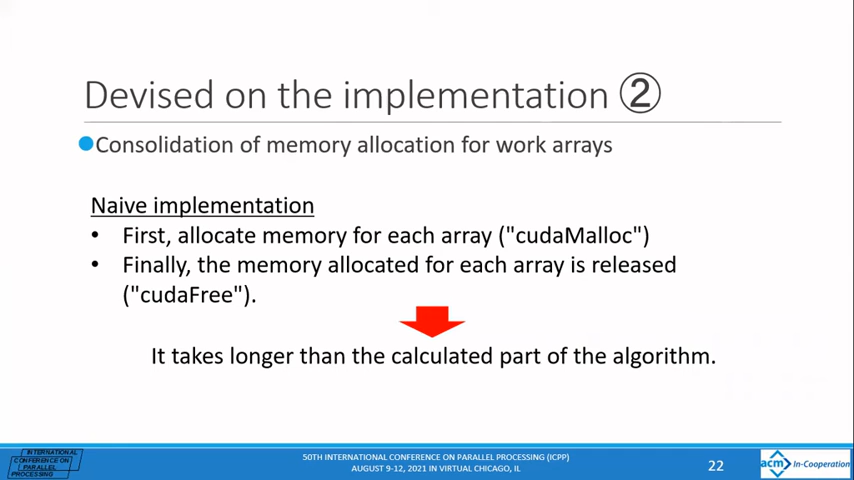 Devised on the implementation ②
●Consolidation of memory allocation for work arrays
Naive implementation
• First, allocate memory for each array ("cudaMalloc")
• Finally, the memory allocated for each array is released
("cudaFree").
It takes longer than the calculated part of the algorithm.
INTERNATIONAL
CONFERENCE ON
PARALLEL
PROCESSING
50TH INTERNATIONAL CONFERENCE ON PARALLEL PROCESSING (ICPP)
AUGUST 9-12, 2021 IN VIRTUAL CHICAGO, IL
22
acm In-Cooperation